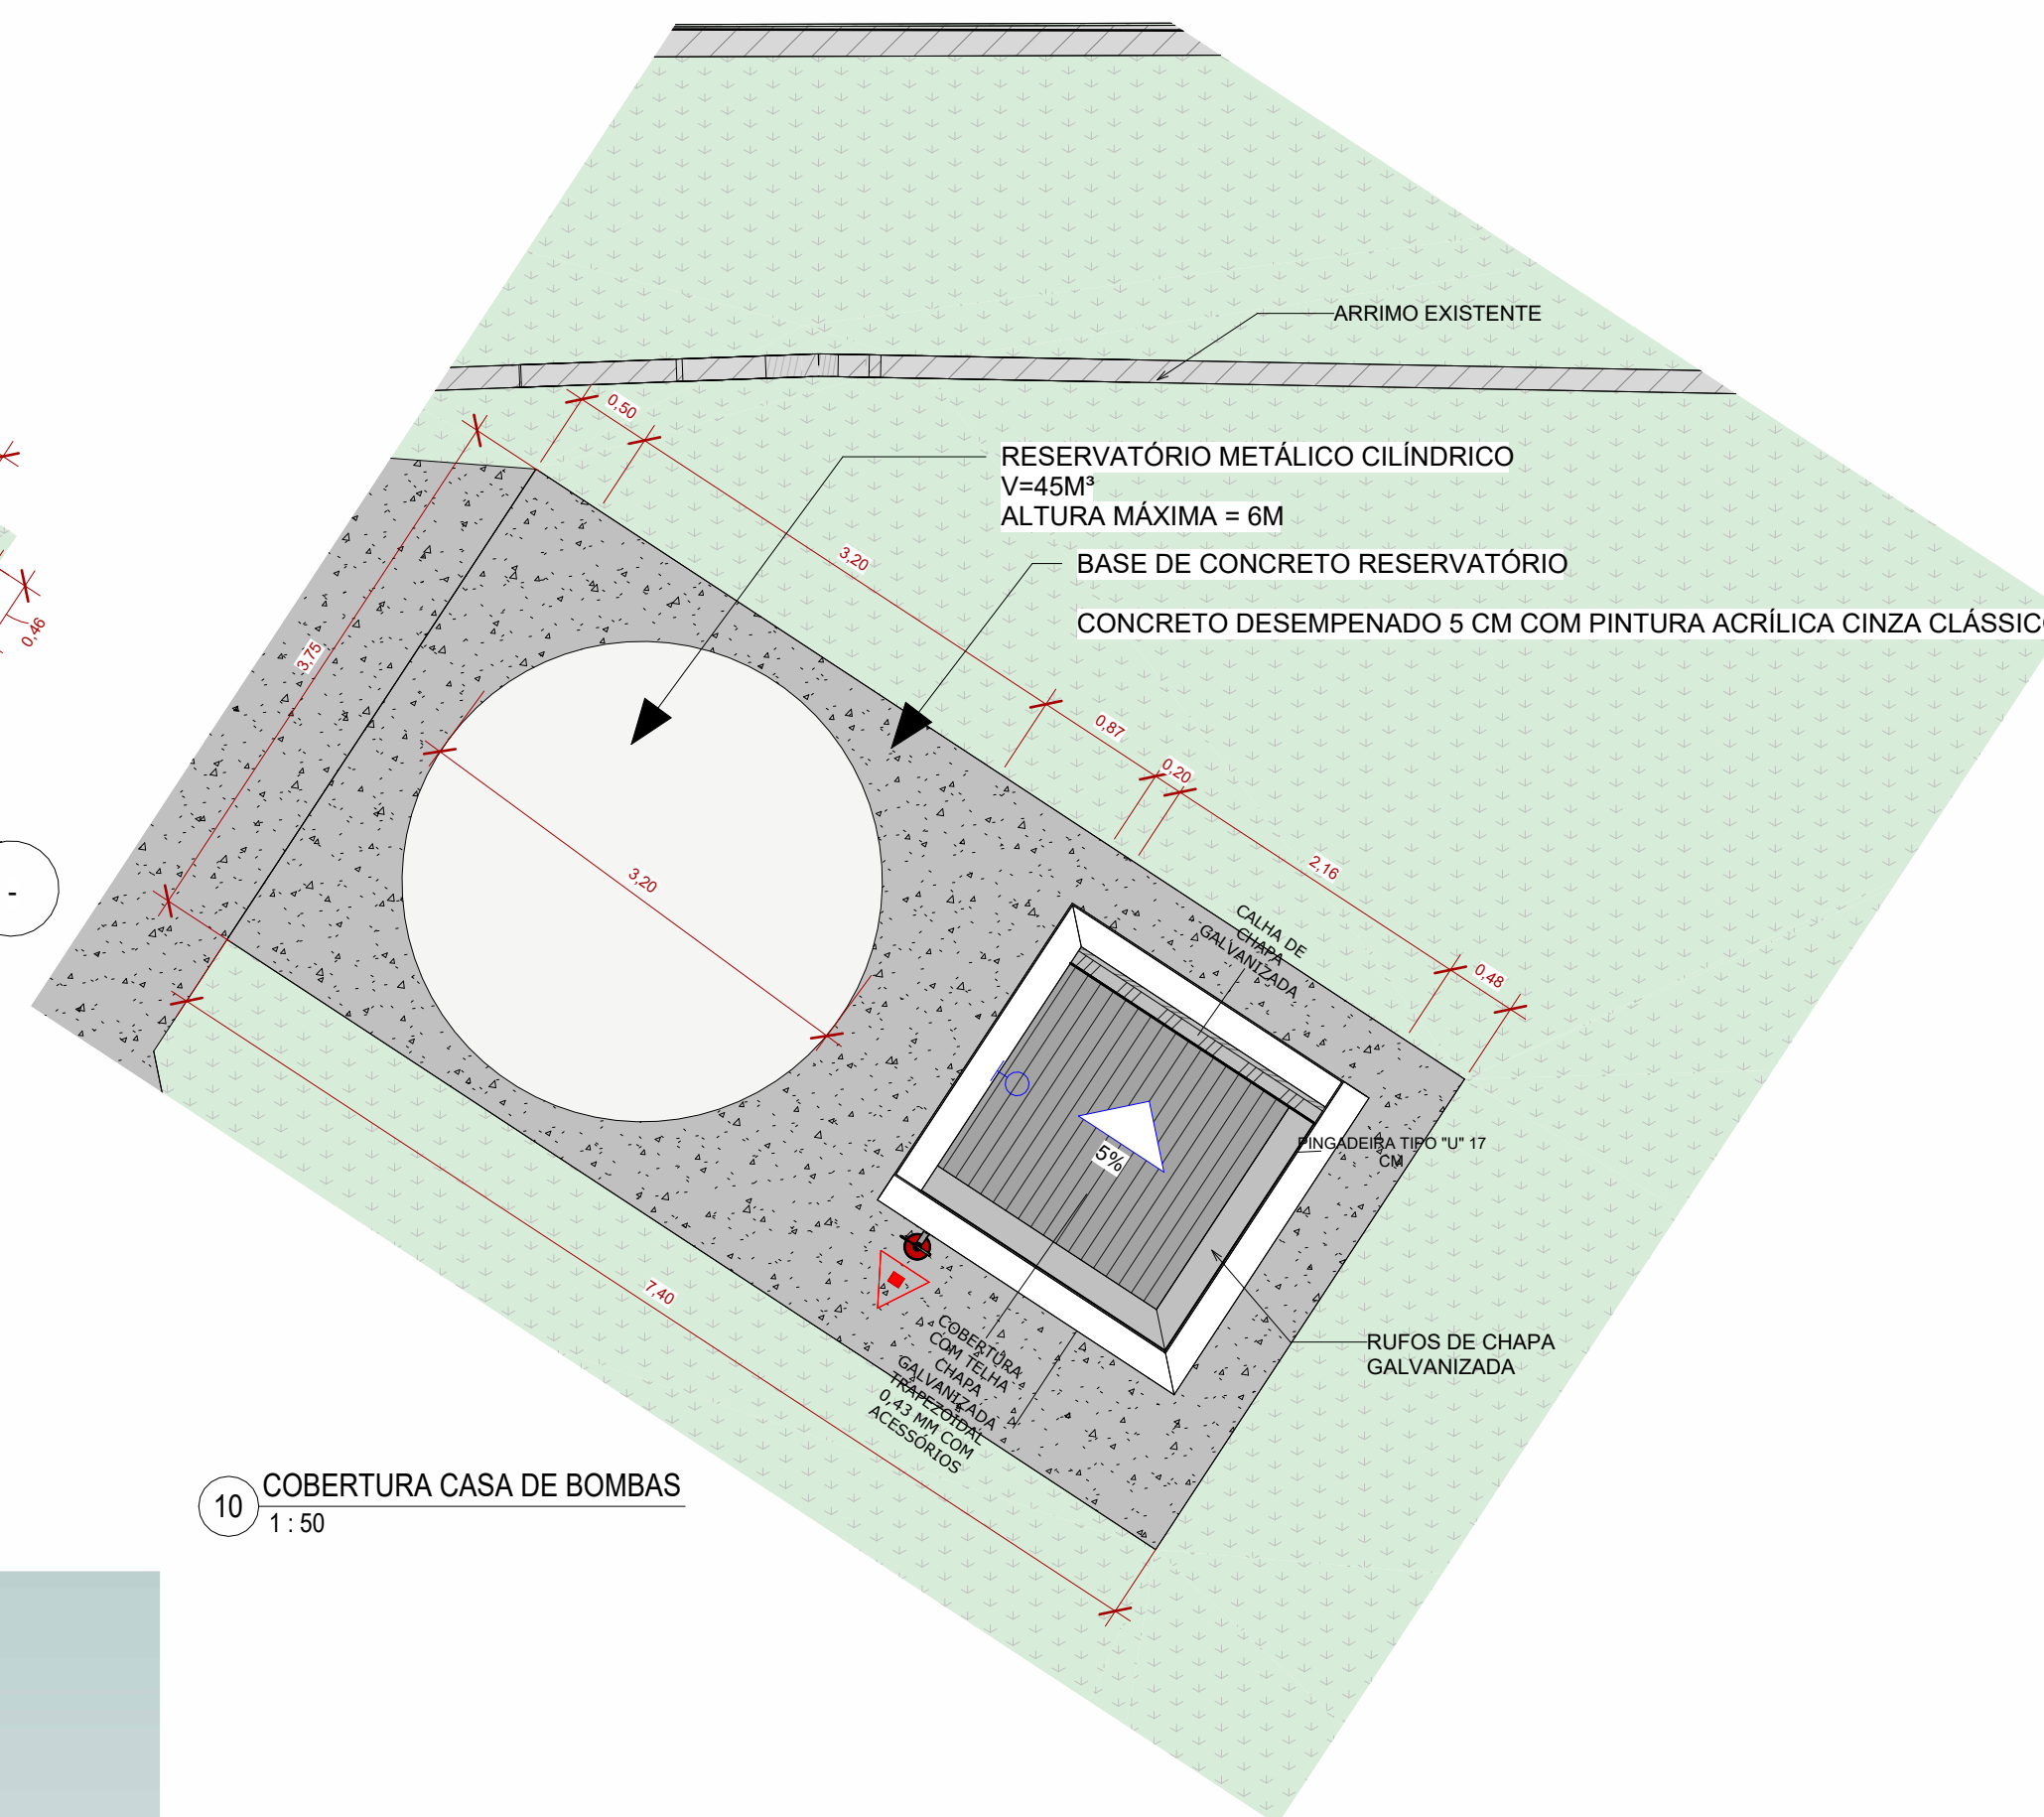 ARRIMO EXISTENTE
0,50
RESERVATÓRIO METÁLICO CILÍNDRICO
V=45M³
ALTURA MÁXIMA = 6M
3,20
BASE DE CONCRETO RESERVATÓRIO
CONCRETO DESEMPENADO 5 CM COM PINTURA ACRÍLICA CINZA CLÁSSIC
0,46
3,75
0,87
0,20
2,16
3,20
-
0,48
CALHA DE
CHAPA
GALVANIZADA
PINGADEIRA TIPO "U" 17
CM
5%
7,40
COBERTURA
COM TELHA
CHAPA
GALVANIZADA
TRAPEZOIDAL
0,43 MM COM
ACESSÓRIOS
RUFOS DE CHAPA
GALVANIZADA
10 COBERTURA CASA DE BOMBAS
1 : 50